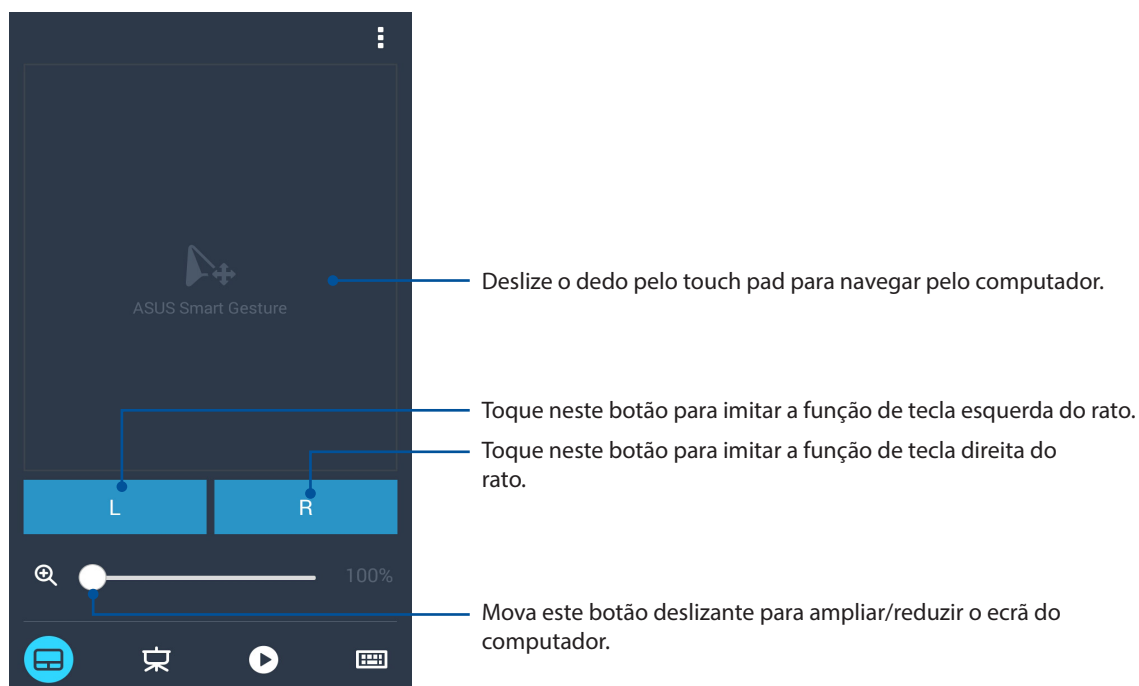 ASUS Smart Gesture
Deslize o dedo pelo touch pad para navegar pelo computador.
Toque neste botão para imitar a função de tecla esquerda do rato.
Toque neste botão para imitar a função de tecla direita do
rato.
L
R
100%
Mova este botão deslizante para ampliar/reduzir o ecrã do
computador.